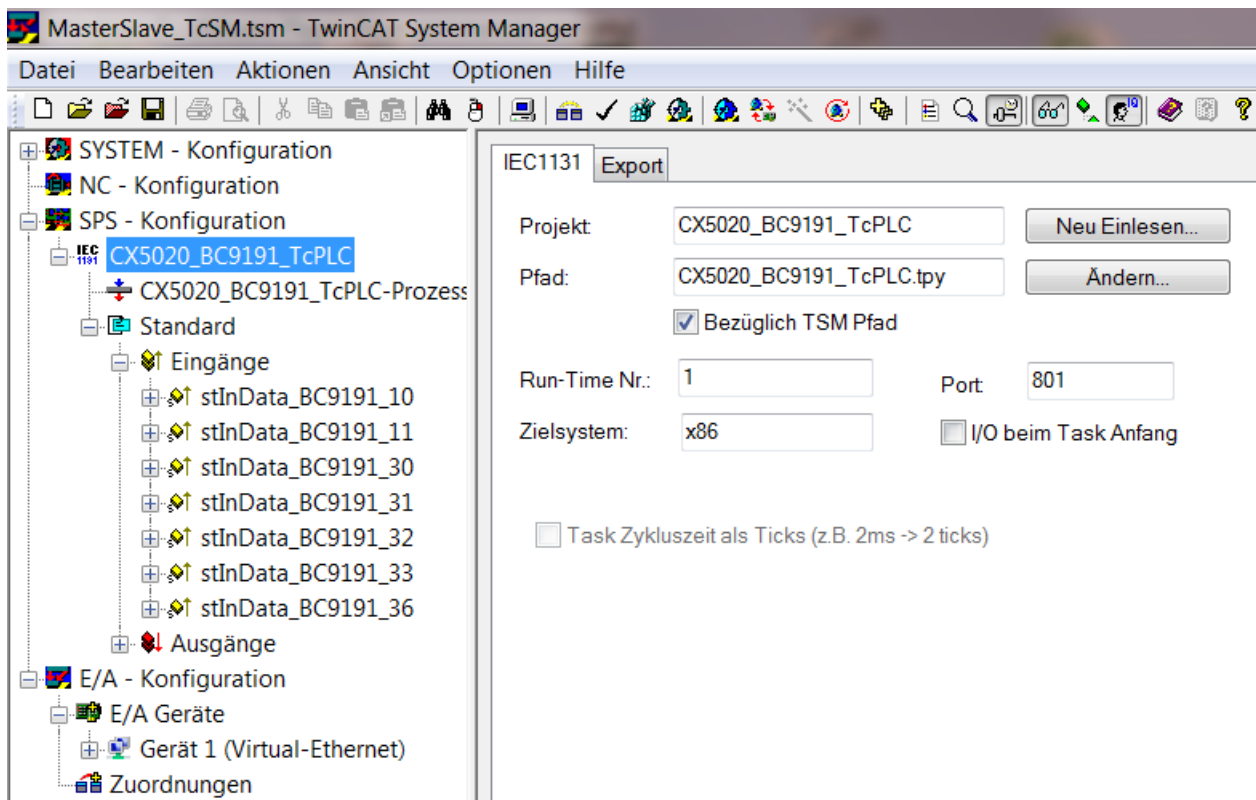 MasterSlave_TcSM.tsm - TwinCAT System Manager
Datei Bearbeiten Aktionen Ansicht Optionen Hilfe
SYSTEM - Konfiguration
NC - Konfiguration
SPS - Konfiguration
IEC 1131 CX5020_BC9191_TcPLC
CX5020_BC9191_TcPLC-Prozess
Standard
Eingänge
stInData_BC9191_10
stInData_BC9191_11
stInData_BC9191_30
stInData_BC9191_31
stInData_BC9191_32
stInData_BC9191_33
stInData_BC9191_36
Ausgänge
E/A - Konfiguration
E/A Geräte
Gerät 1 (Virtual-Ethernet)
Zuordnungen
IEC1131 Export
Projekt: CX5020_BC9191_TcPLC Neu Einlesen...
Pfad: CX5020_BC9191_TcPLC.tpy Ändern...
Bezüglich TSM Pfad
Run-Time Nr.: 1 Port: 801
Zielsystem: x86 I/O beim Task Anfang
Task Zykluszeit als Ticks (z.B. 2ms -> 2 ticks)